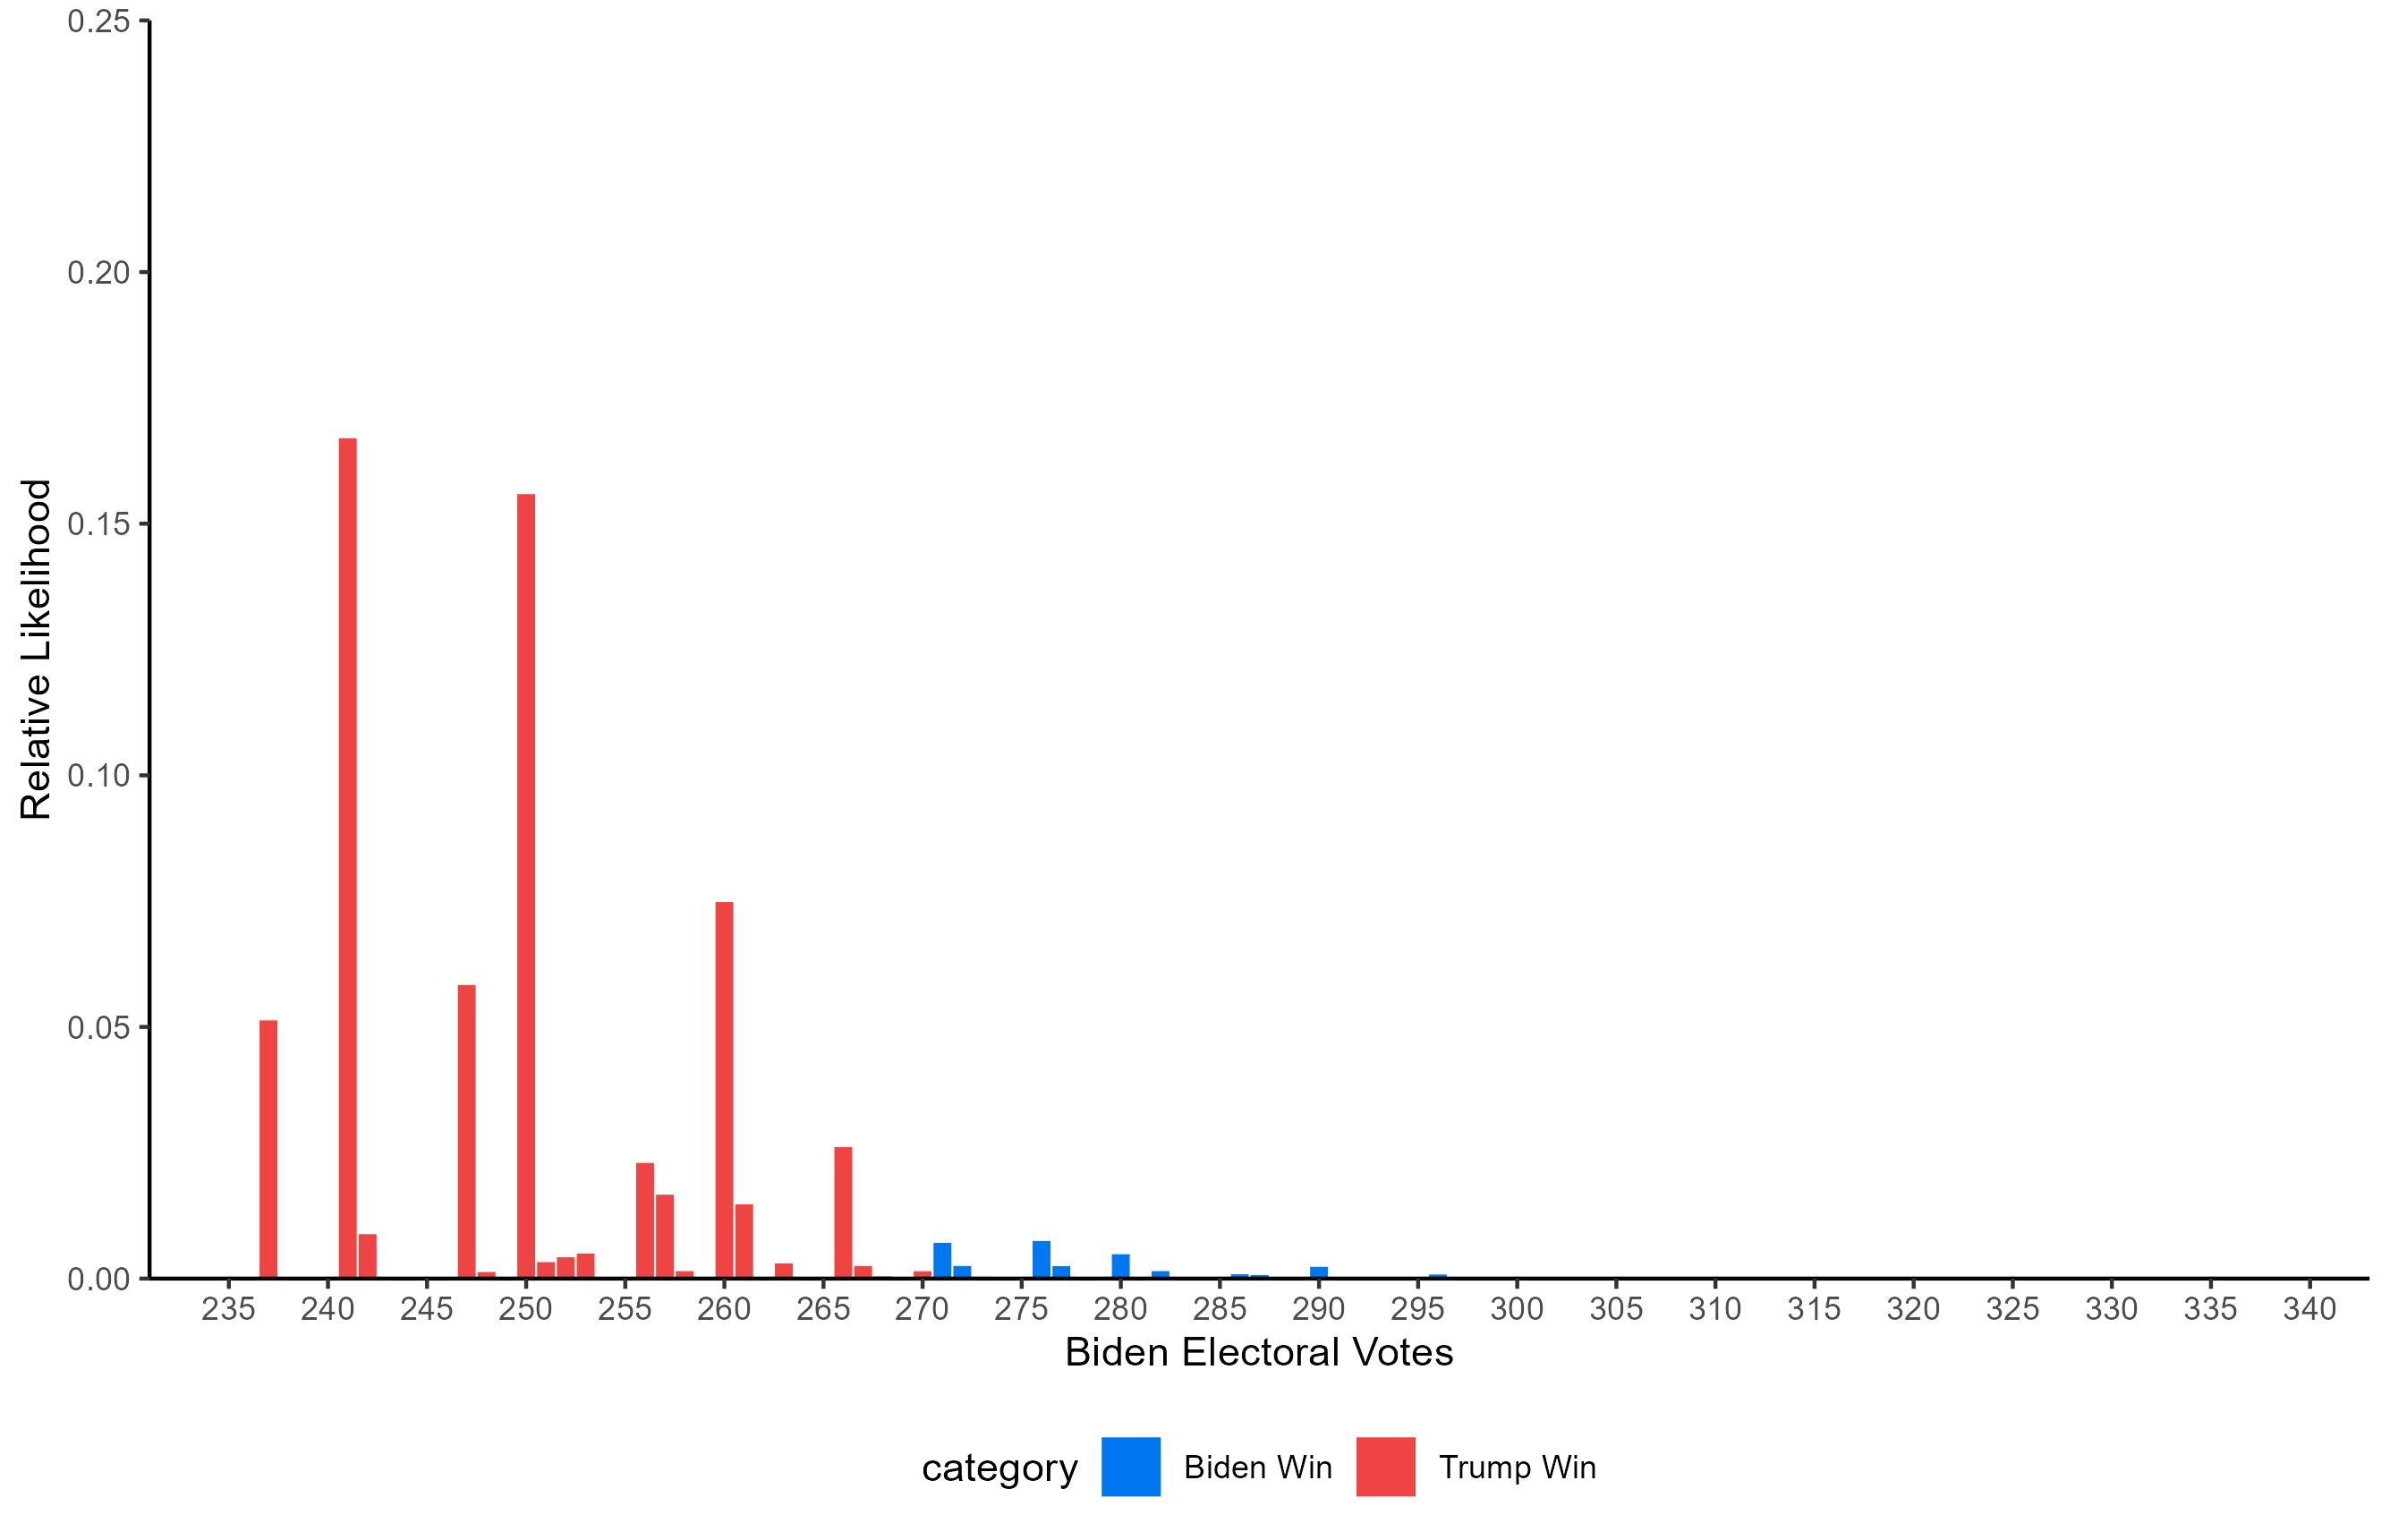 0.25
0.20
0.15
0.10
0.05
0.00
Relative Likelihood
235 240 245 250 255 260 265 270 275 280 285 290 295 300 305 310 315 320 325 330 335 340
Biden Electoral Votes
category Biden Win Trump Win